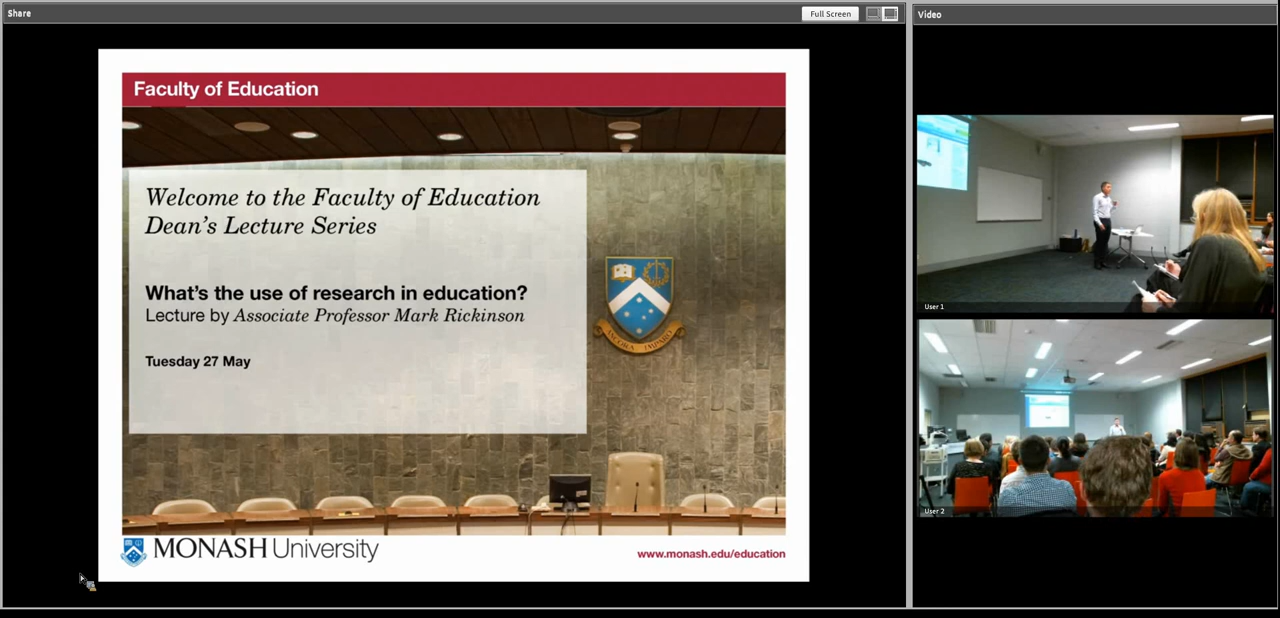 Share
Full Screen
Video
Faculty of Education
Welcome to the Faculty of Education
Dean's Lecture Series
What's the use of research in education?
Lecture by Associate Professor Mark Rickinson
Tuesday 27 May
ANCORA IMPARO
MONASH University
www.monash.edu/education
User 1
User 2